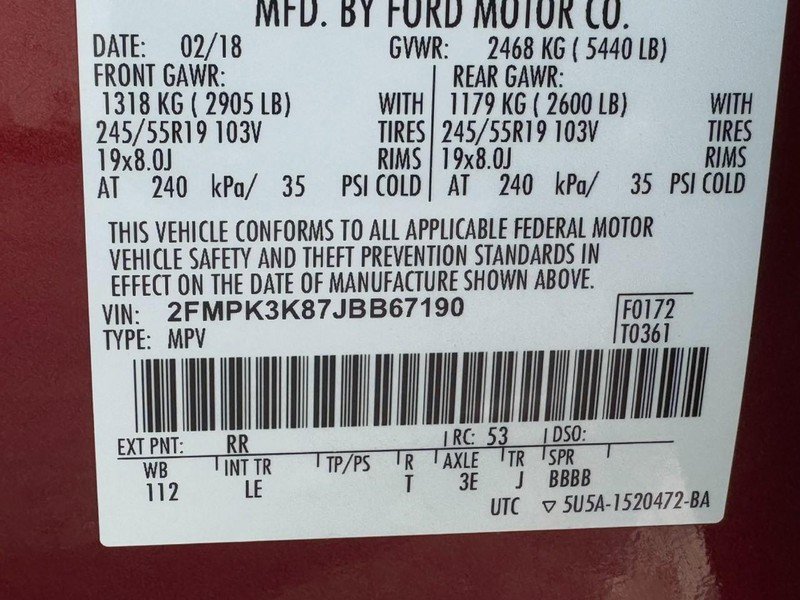 MFD. BY FORD MOTOR CO.
DATE: 02/18 GVWR: 2468 KG ( 5440 LB)
FRONT GAWR: REAR GAWR:
1318 KG ( 2905 LB) WITH 1179 KG ( 2600 LB) WITH
245/55R19 103V TIRES 245/55R19 103V TIRES
19x8.0J RIMS 19x8.0J RIMS
AT 240 kPa/ 35 PSI COLD AT 240 kPa/ 35 PSI COLD
THIS VEHICLE CONFORMS TO ALL APPLICABLE FEDERAL MOTOR
VEHICLE SAFETY AND THEFT PREVENTION STANDARDS IN
EFFECT ON THE DATE OF MANUFACTURE SHOWN ABOVE.
VIN: 2FMPK3K87JBB67190 F0172
TYPE: MPV T0361
EXT PNT: RR RC: 53 DSO:
WB INT TR TP/PS R AXLE TR SPR
112 LE T 3E J BBBB
UTC ▽ 5U5A-1520472-BA